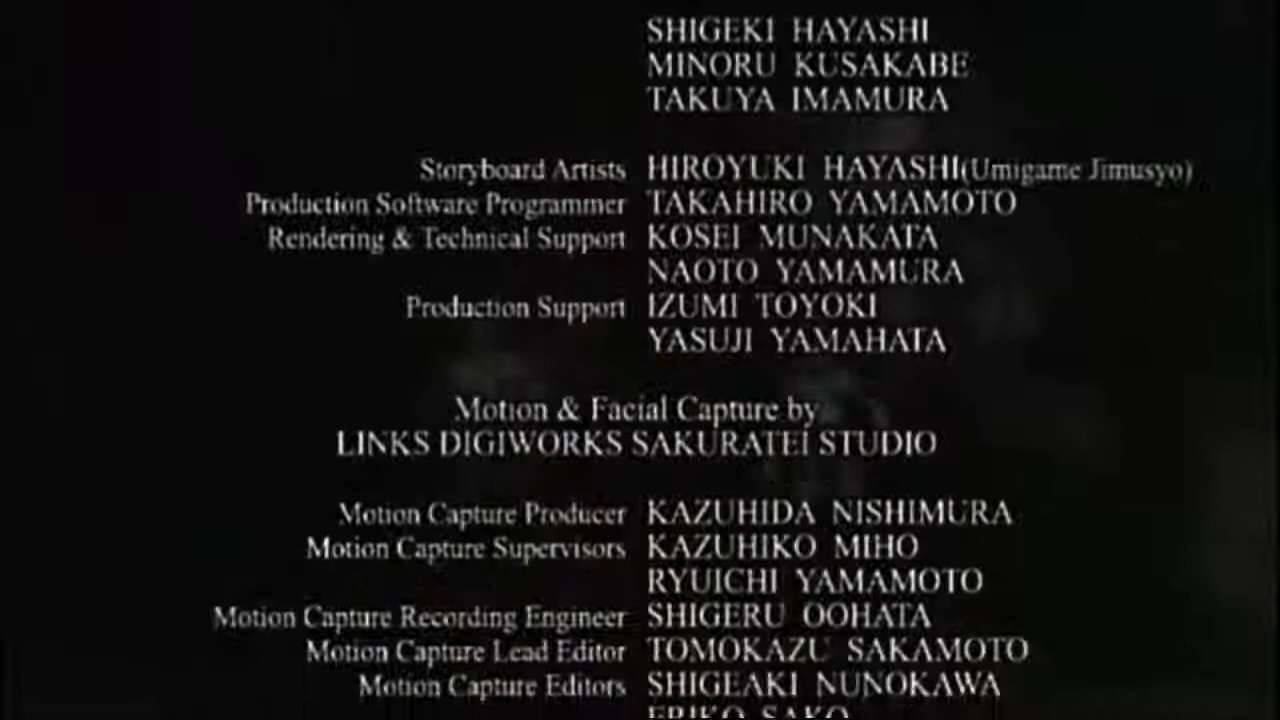 SHIGEKI HAYASHI
MINORU KUSAKABE
TAKUYA IMAMURA
Storyboard Artists HIROYUKI HAYASHI(Umigame Jimusyo)
Production Software Programmer TAKAHIRO YAMAMOTO
Rendering & Technical Support KOSEI MUNAKATA
NAOTO YAMAMURA
Production Support IZUMI TOYOKI
YASUJI YAMAHATA
Motion & Facial Capture by
LINKS DIGIWORKS SAKURATEI STUDIO
Motion Capture Producer KAZUHIDA NISHIMURA
Motion Capture Supervisors KAZUHIKO MIHO
RYUICHI YAMAMOTO
Motion Capture Recording Engineer SHIGERU OOHATA
Motion Capture Lead Editor TOMOKAZU SAKAMOTO
Motion Capture Editors SHIGEAKI NUNOKAWA
ERIKO SAKO